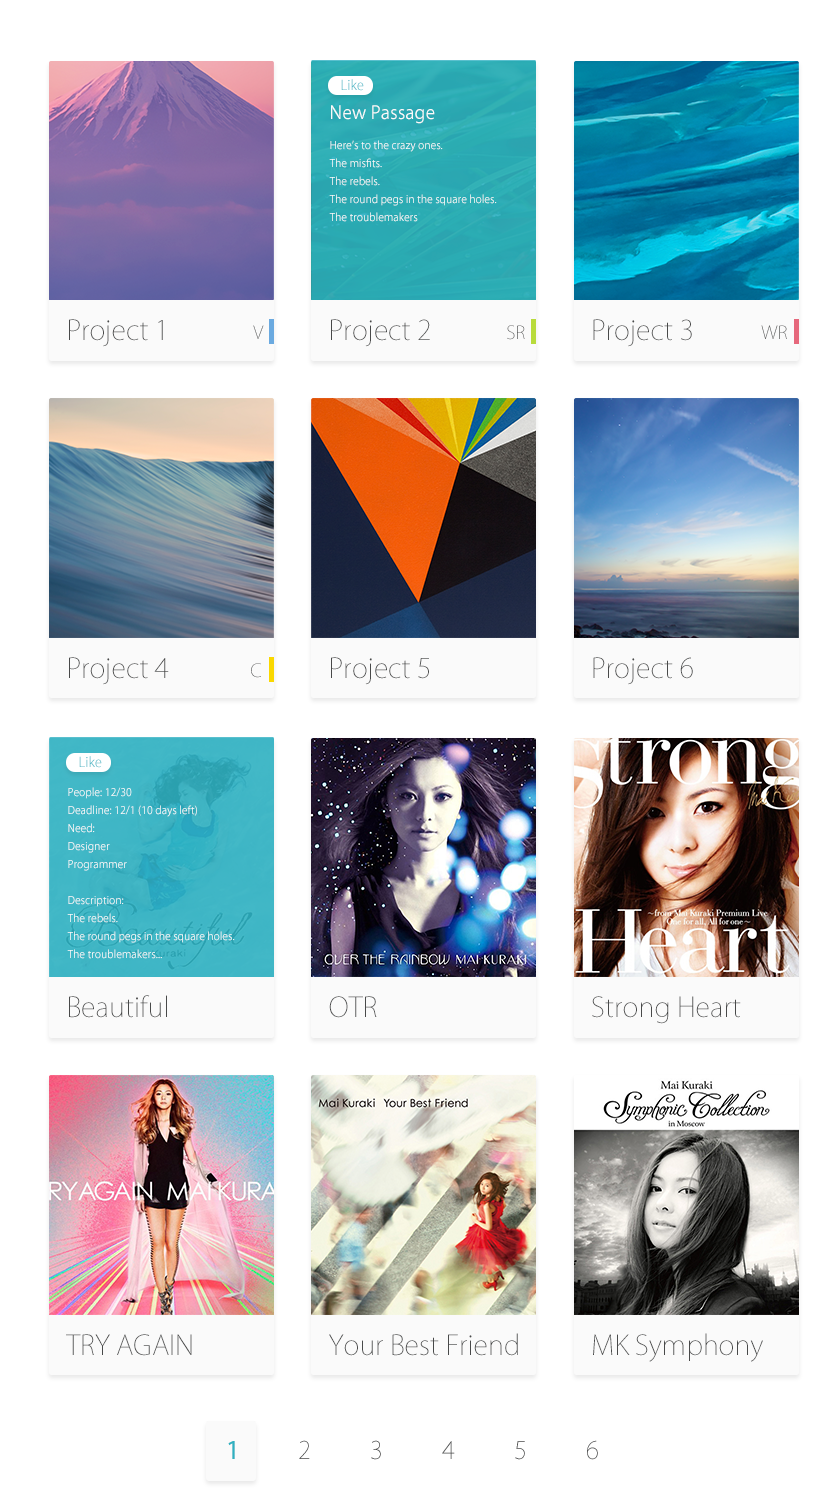 Like
New Passage
Here's to the crazy ones.
The misfits.
The rebels.
The round pegs in the square holes.
The troublemakers
Project 1
V
Project 2
SR
Project 3
WR
Project 4
C
Project 5
Project 6
Like
People: 12/30
Deadline: 12/1 (10 days left)
Need:
Designer
Programmer
Description:
The rebels.
The round pegs in the square holes.
The troublemakers...
Beautiful
Beautiful
OVER THE RAINBOW MAI KURAKI
OTR
Strong
~from Mai Kuraki Premium Live
One for all, All for one~
Heart
Strong Heart
RY AGAIN MAI KURA
TRY AGAIN
Mai Kuraki Your Best Friend
Your Best Friend
Mai Kuraki
Symphonic Collection
in Moscow
MK Symphony
1 2 3 4 5 6